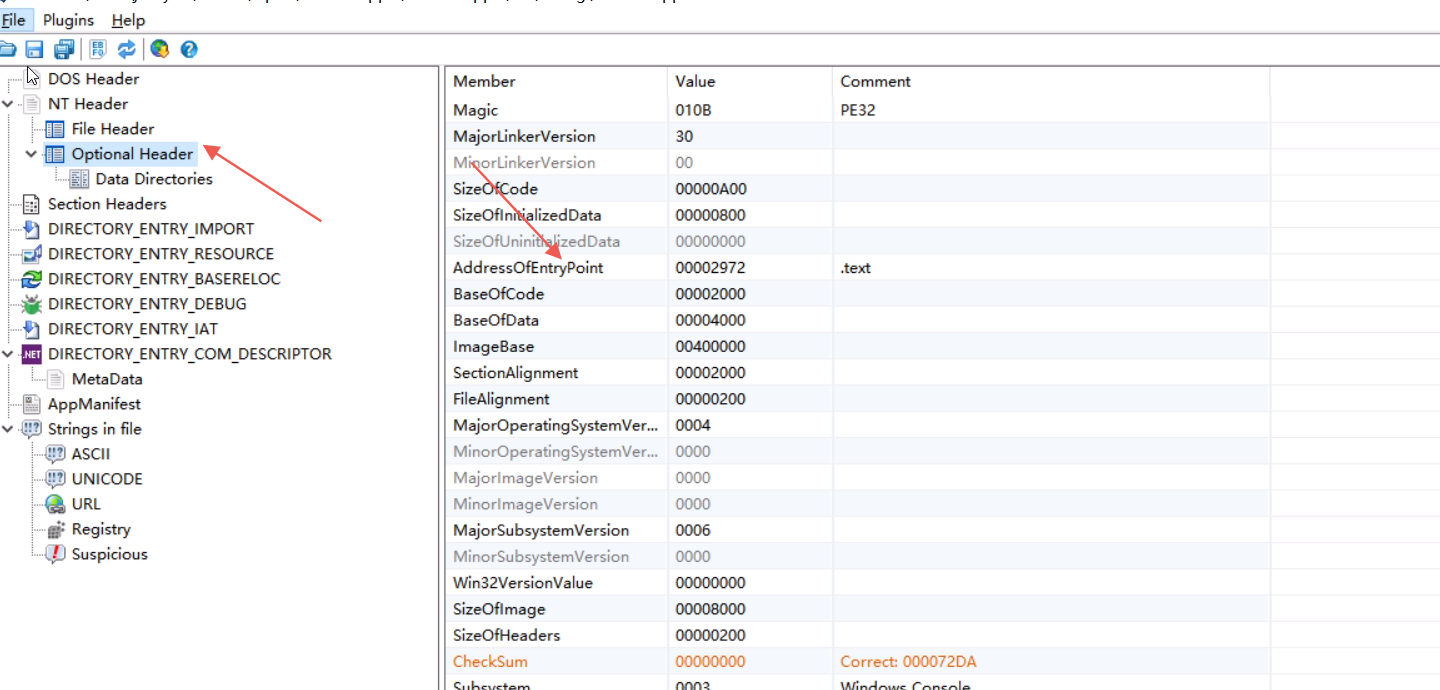 File Plugins Help
DOS Header
NT Header
File Header
Optional Header
Data Directories
Section Headers
DIRECTORY_ENTRY_IMPORT
DIRECTORY_ENTRY_RESOURCE
DIRECTORY_ENTRY_BASERELOC
DIRECTORY_ENTRY_DEBUG
DIRECTORY_ENTRY_IAT
.NET DIRECTORY_ENTRY_COM_DESCRIPTOR
MetaData
AppManifest
Strings in file
ASCII
UNICODE
URL
Registry
Suspicious
Member Value Comment
Magic 010B PE32
MajorLinkerVersion 30
MinorLinkerVersion 00
SizeOfCode 00000A00
SizeOfInitializedData 00000800
SizeOfUninitializedData 00000000
AddressOfEntryPoint 00002972 .text
BaseOfCode 00002000
BaseOfData 00004000
ImageBase 00400000
SectionAlignment 00002000
FileAlignment 00000200
MajorOperatingSystemVer... 0004
MinorOperatingSystemVer... 0000
MajorImageVersion 0000
MinorImageVersion 0000
MajorSubsystemVersion 0006
MinorSubsystemVersion 0000
Win32VersionValue 00000000
SizeOfImage 00008000
SizeOfHeaders 00000200
CheckSum 00000000 Correct: 000072DA
Subsystem 0003 Windows Console